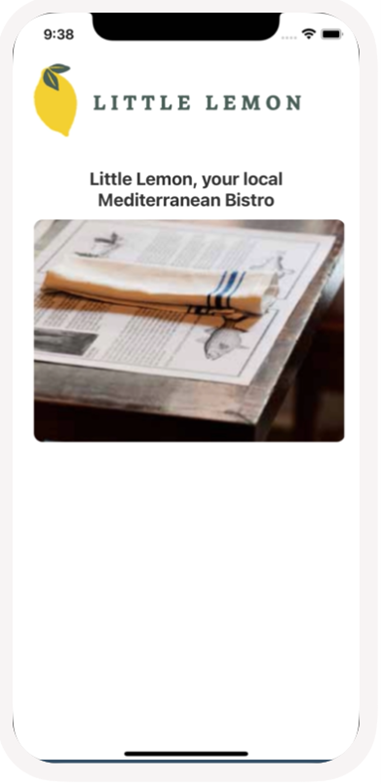 9:38
LITTLE LEMON
Little Lemon, your local
Mediterranean Bistro